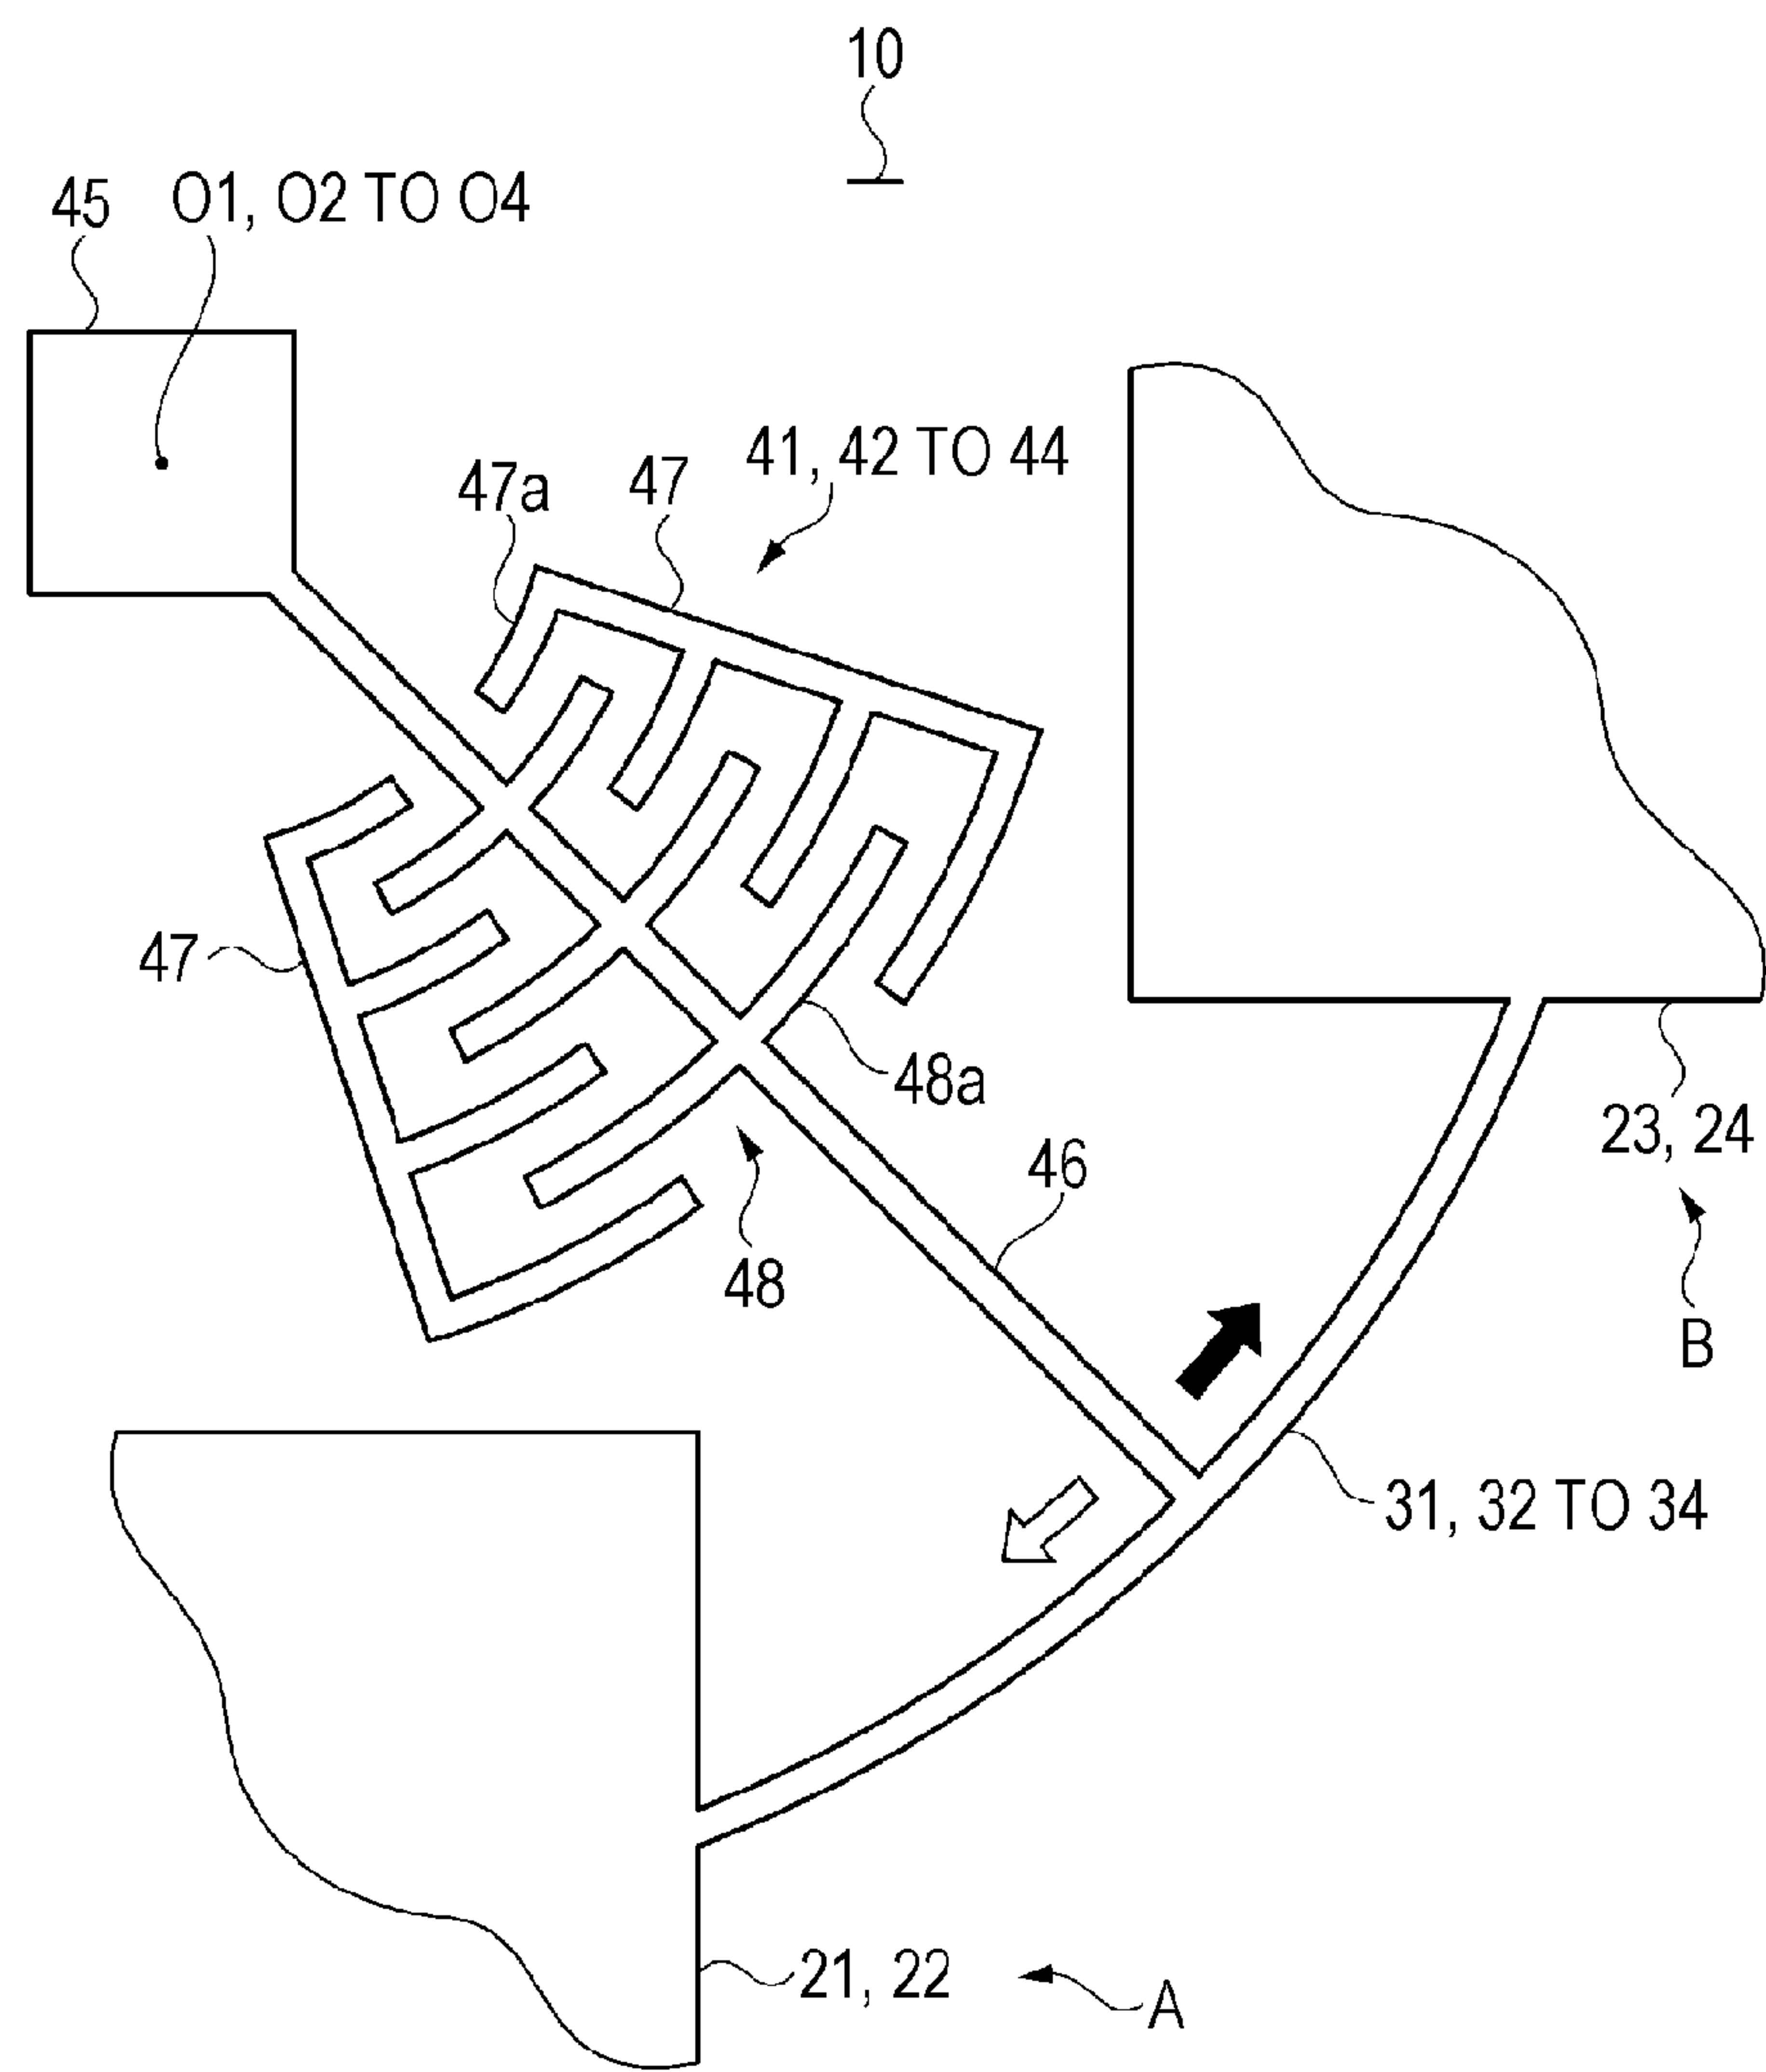 10
45
O1, O2 TO O4
47a
47
41, 42 TO 44
47
48a
46
23, 24
48
B
31, 32 TO 34
21, 22
A